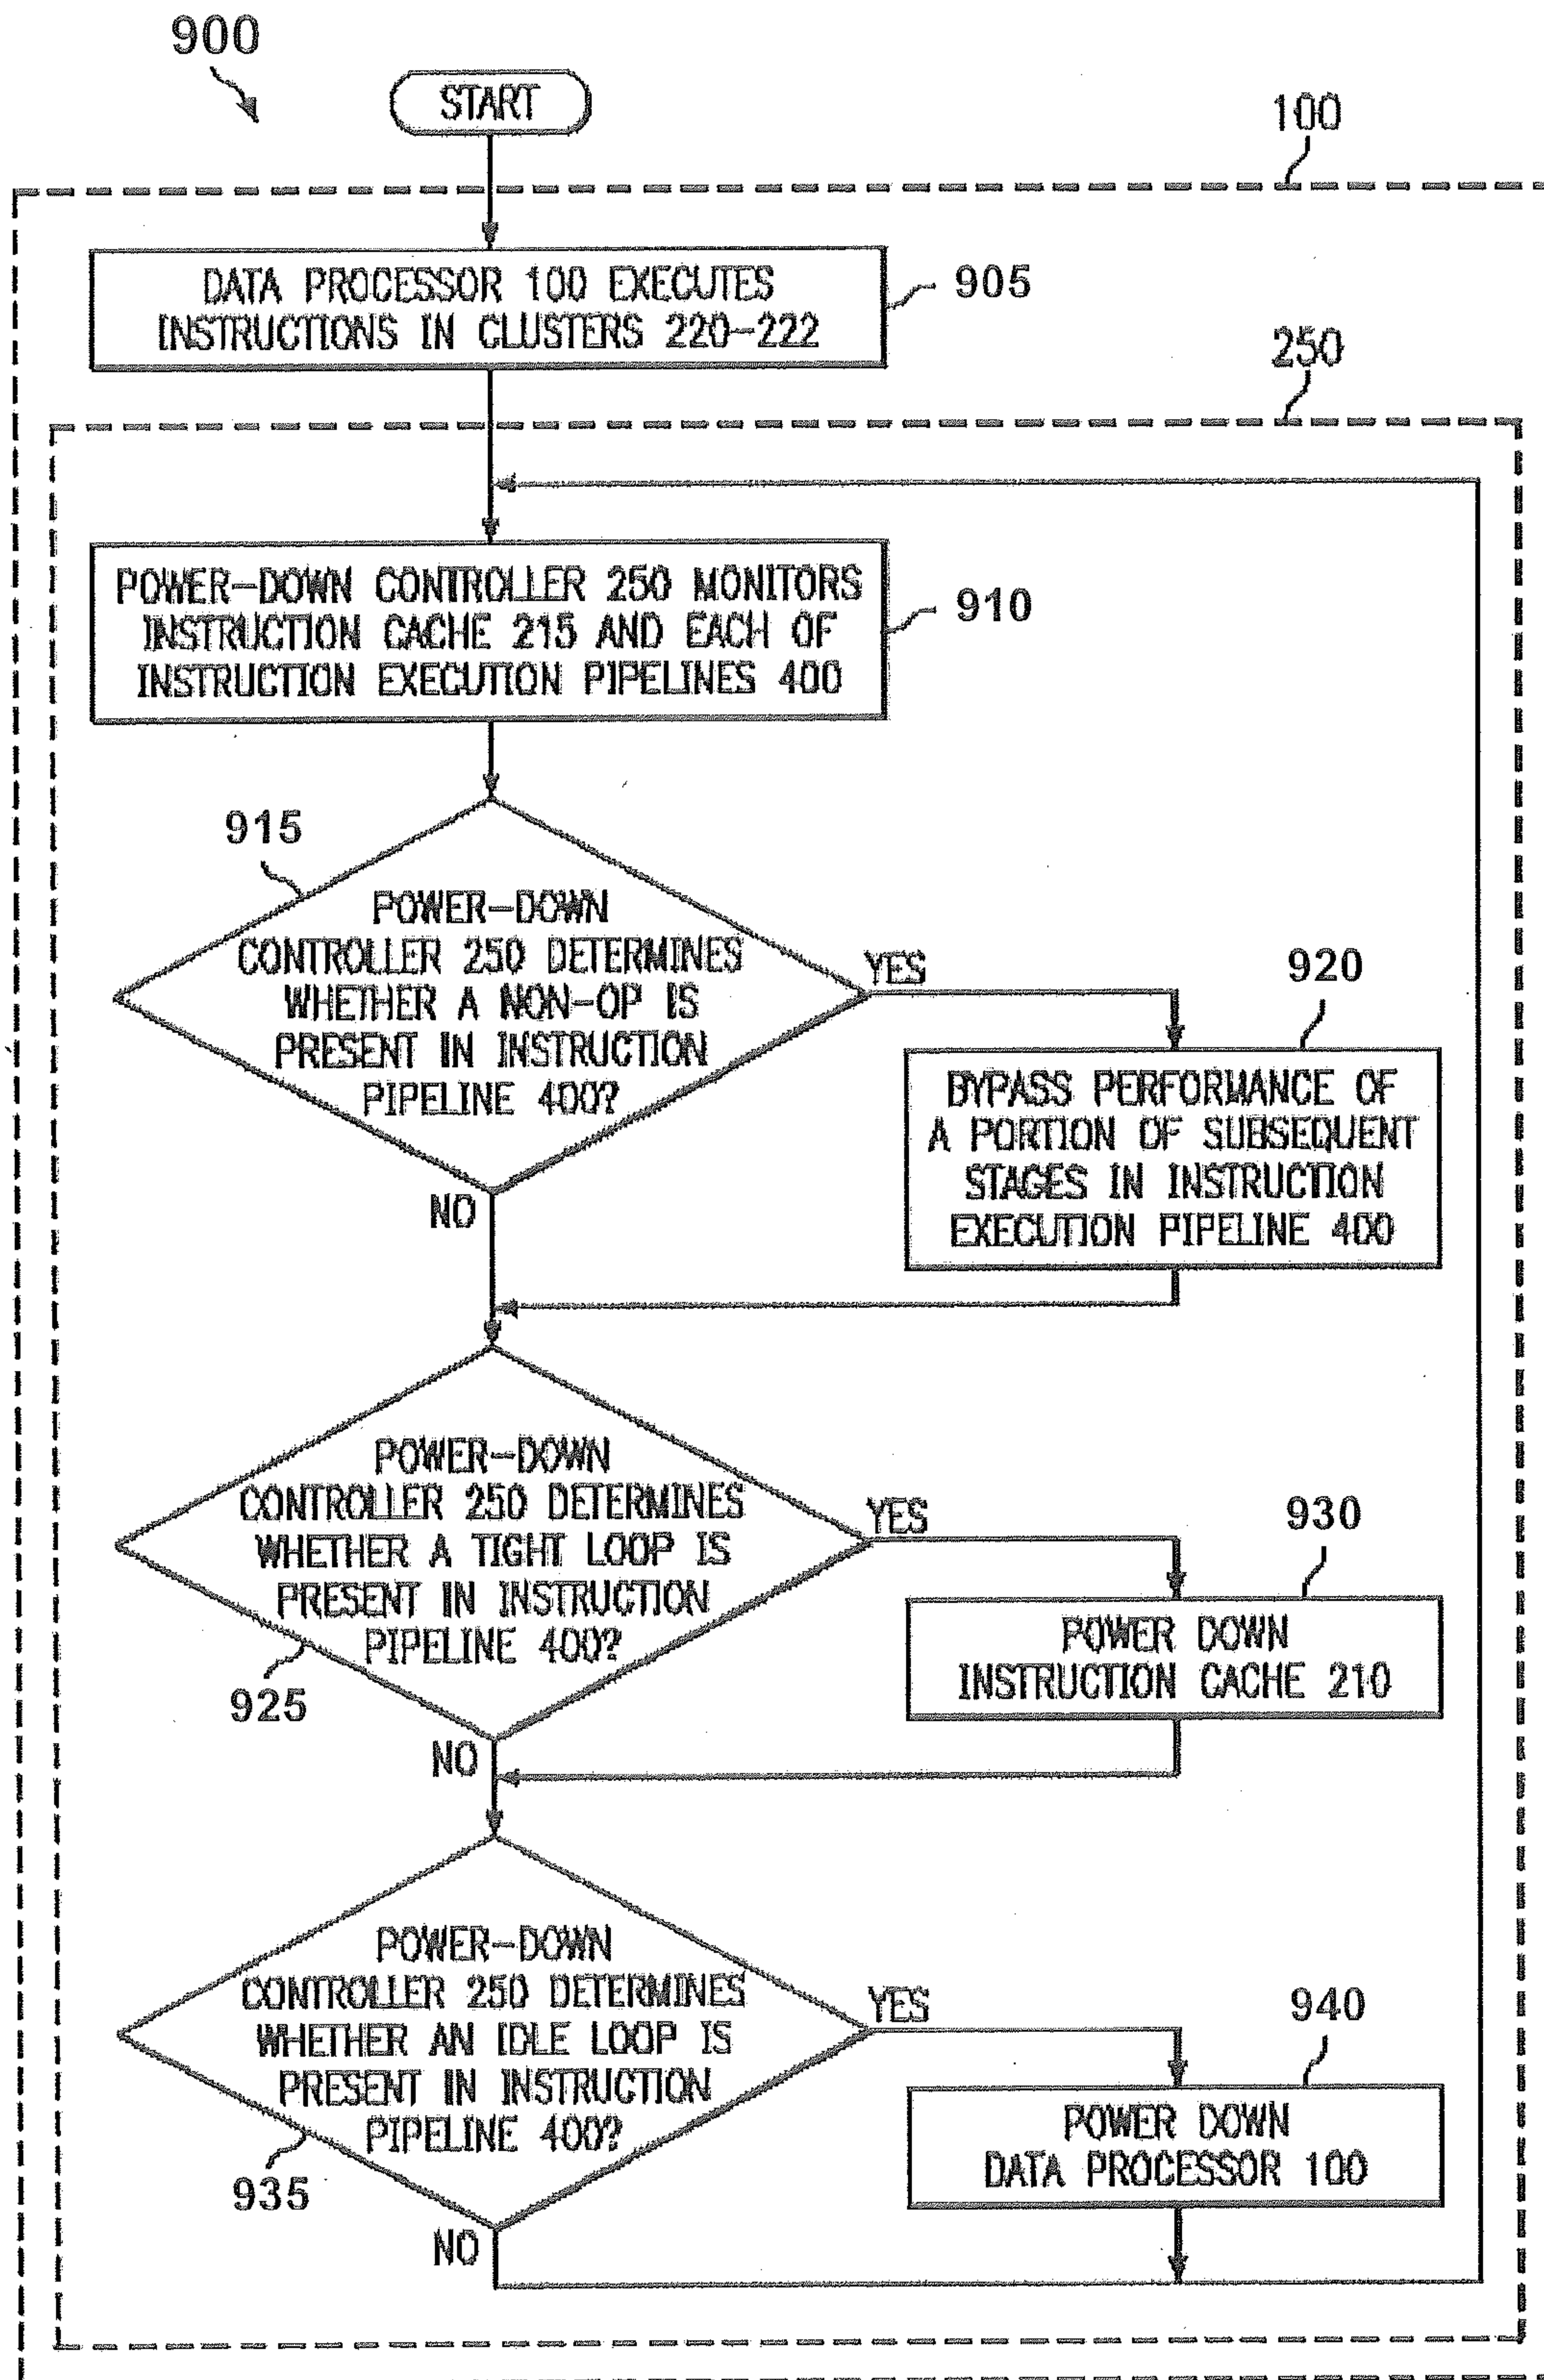 900
START
100
DATA PROCESSOR 100 EXECUTES
INSTRUCTIONS IN CLUSTERS 220-222
905
250
POWER-DOWN CONTROLLER 250 MONITORS
INSTRUCTION CACHE 215 AND EACH OF
INSTRUCTION EXECUTION PIPELINES 400
910
915
POWER-DOWN
CONTROLLER 250 DETERMINES
WHETHER A NON-OP IS
PRESENT IN INSTRUCTION
PIPELINE 400?
YES
NO
920
BYPASS PERFORMANCE OF
A PORTION OF SUBSEQUENT
STAGES IN INSTRUCTION
EXECUTION PIPELINE 400
POWER-DOWN
CONTROLLER 250 DETERMINES
WHETHER A TIGHT LOOP IS
PRESENT IN INSTRUCTION
PIPELINE 400?
925
YES
NO
930
POWER DOWN
INSTRUCTION CACHE 210
POWER-DOWN
CONTROLLER 250 DETERMINES
WHETHER AN IDLE LOOP IS
PRESENT IN INSTRUCTION
PIPELINE 400?
935
YES
NO
940
POWER DOWN
DATA PROCESSOR 100